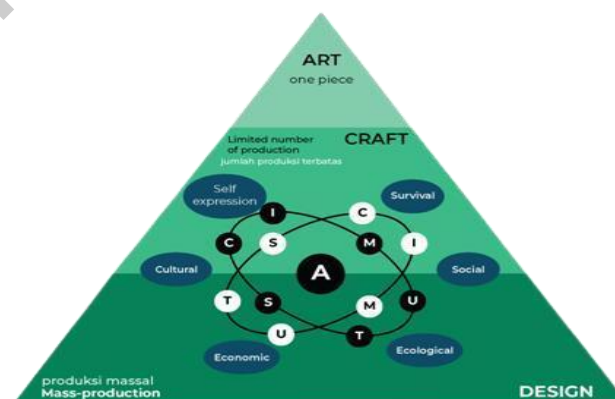 ART
one piece
Limited number
of production
CRAFT
jumlah produksi terbatas
Self
expression
Survival
I
C
C
S
M
I
Cultural
A
Social
T
S
M
U
U
T
Economic
Ecological
produksi massal
Mass-production
DESIGN